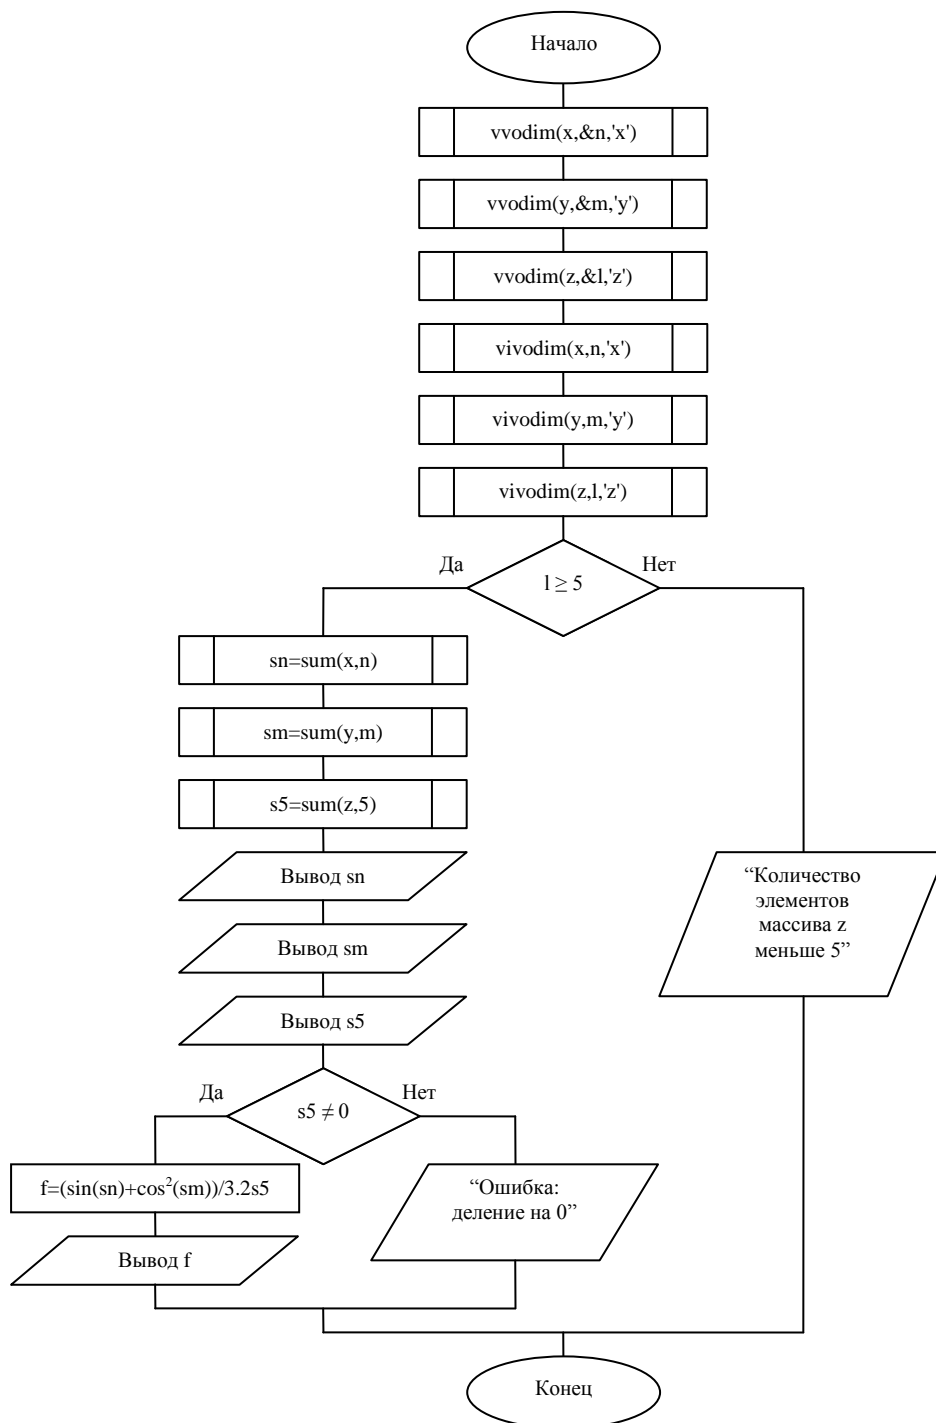 Начало
vvodim(x,&n,'x')
vvodim(y,&m,'y')
vvodim(z,&l,'z')
vivodim(x,n,'x')
vivodim(y,m,'y')
vivodim(z,l,'z')
Да
Нет
l ≥ 5
sn=sum(x,n)
sm=sum(y,m)
s5=sum(z,5)
Вывод sn
Вывод sm
Вывод s5
“Количество
элементов
массива z
меньше 5”
Да
Нет
s5 ≠ 0
f=(sin(sn)+cos²(sm))/3.2s5
Вывод f
“Ошибка:
деление на 0”
Конец